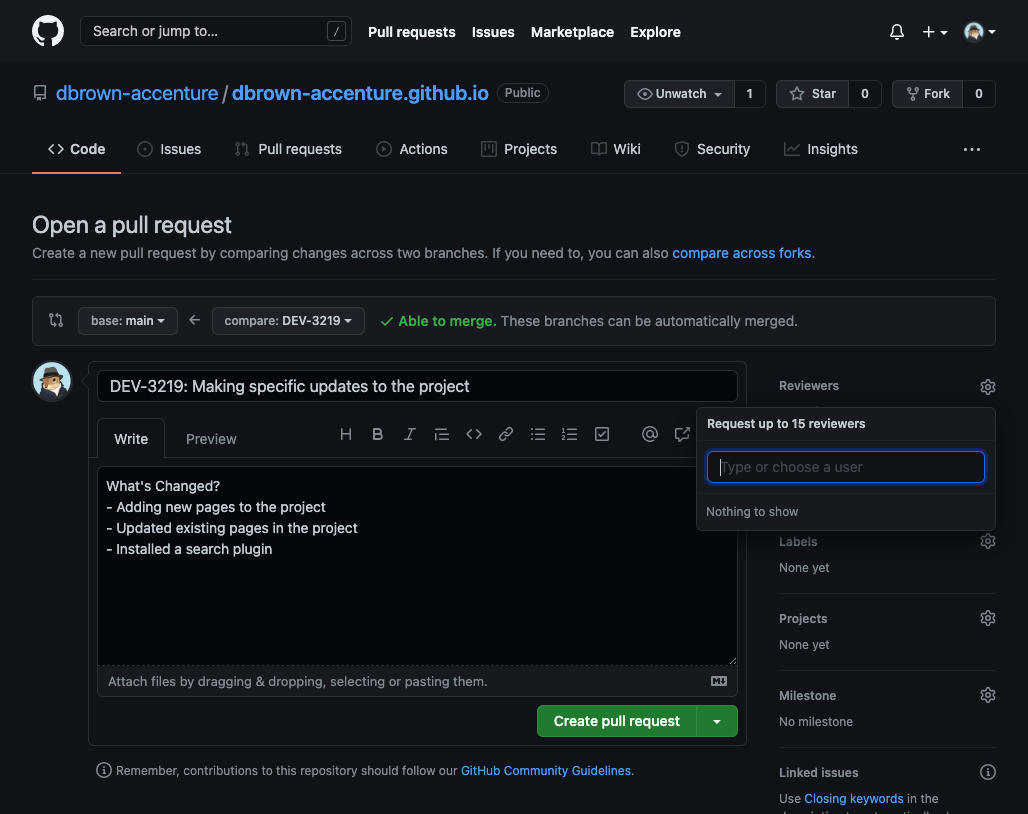 Search or jump to... /
Pull requests Issues Marketplace Explore
dbrown-accenture / dbrown-accenture.github.io Public
Unwatch 1 Star 0 Fork 0
Code Issues Pull requests Actions Projects Wiki Security Insights ...
Open a pull request
Create a new pull request by comparing changes across two branches. If you need to, you can also compare across forks.
base: main compare: DEV-3219 Able to merge. These branches can be automatically merged.
DEV-3219: Making specific updates to the project
Write Preview
What's Changed?
- Adding new pages to the project
- Updated existing pages in the project
- Installed a search plugin
Attach files by dragging & dropping, selecting or pasting them.
Create pull request
Remember, contributions to this repository should follow our GitHub Community Guidelines.
Reviewers
Request up to 15 reviewers
Type or choose a user
Nothing to show
Labels
None yet
Projects
None yet
Milestone
No milestone
Linked issues
Use Closing keywords in the